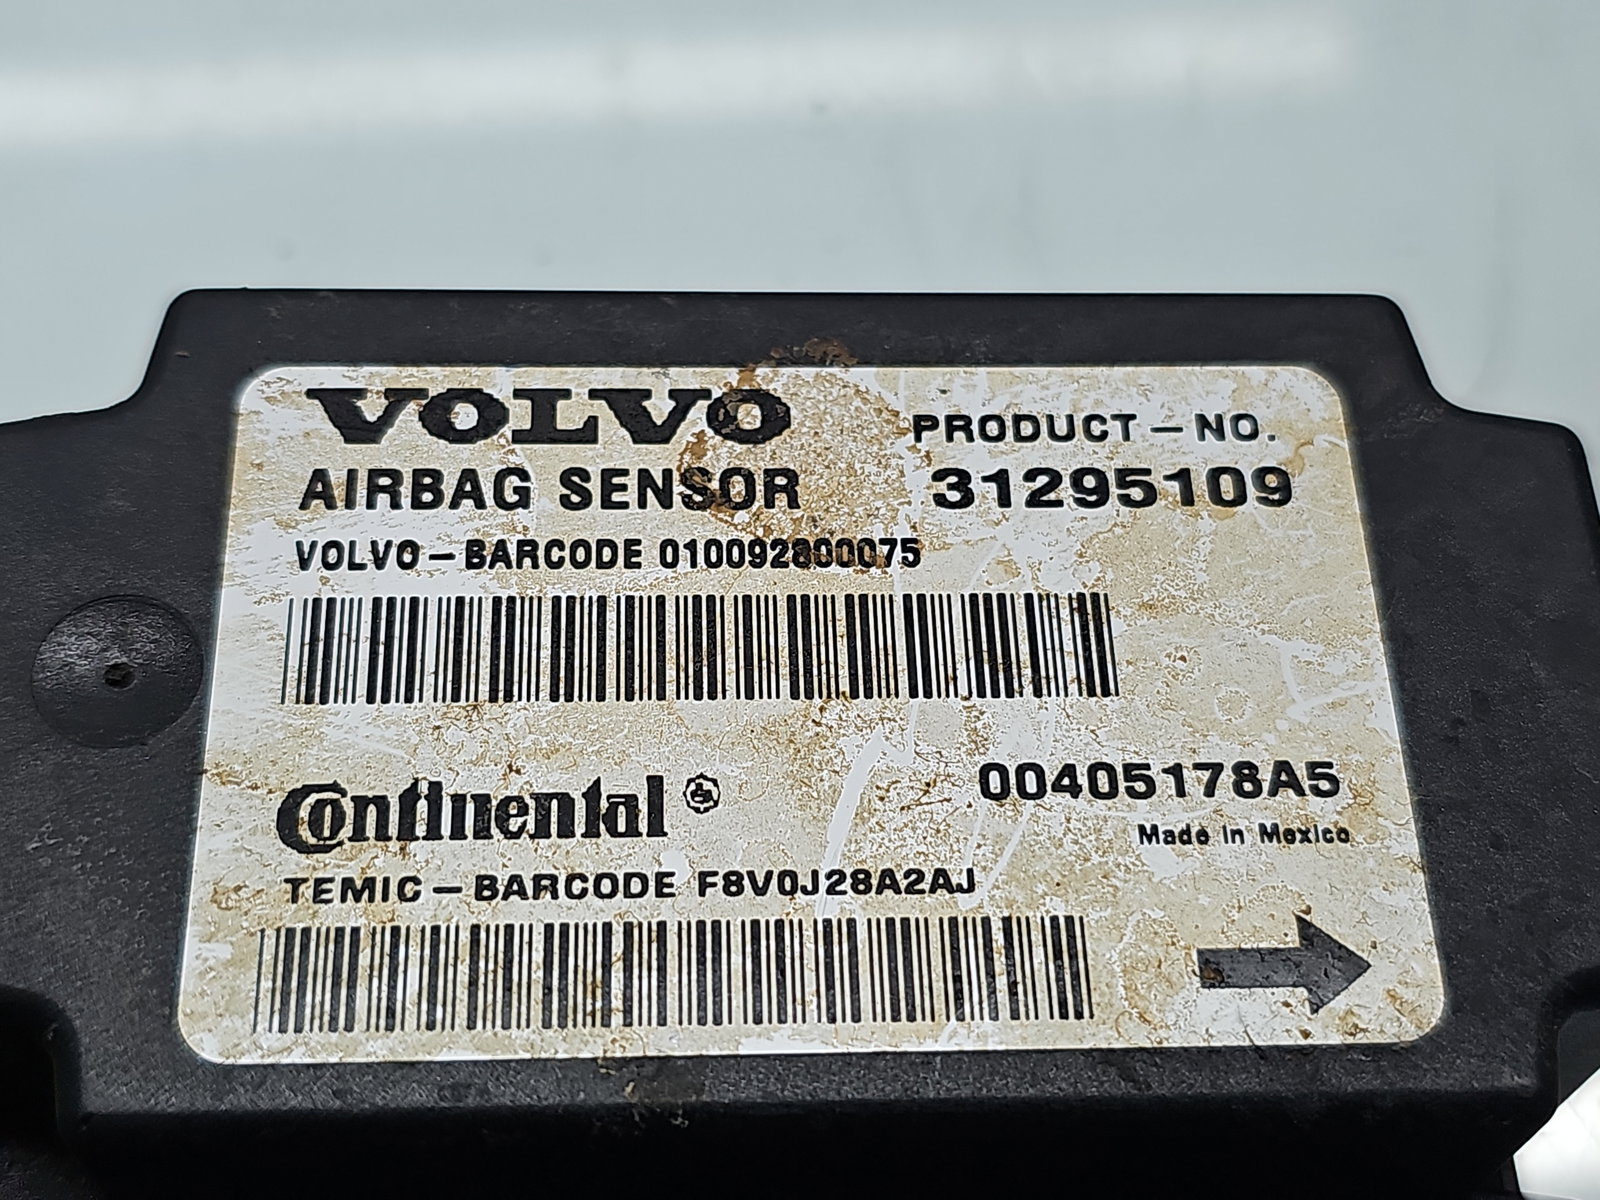 VOLVO
PRODUCT - NO.
AIRBAG SENSOR
31295109
VOLVO - BARCODE 010092800075
Continental
00405178A5
Made in Mexico
TEMIC - BARCODE F8V0J28A2AJ